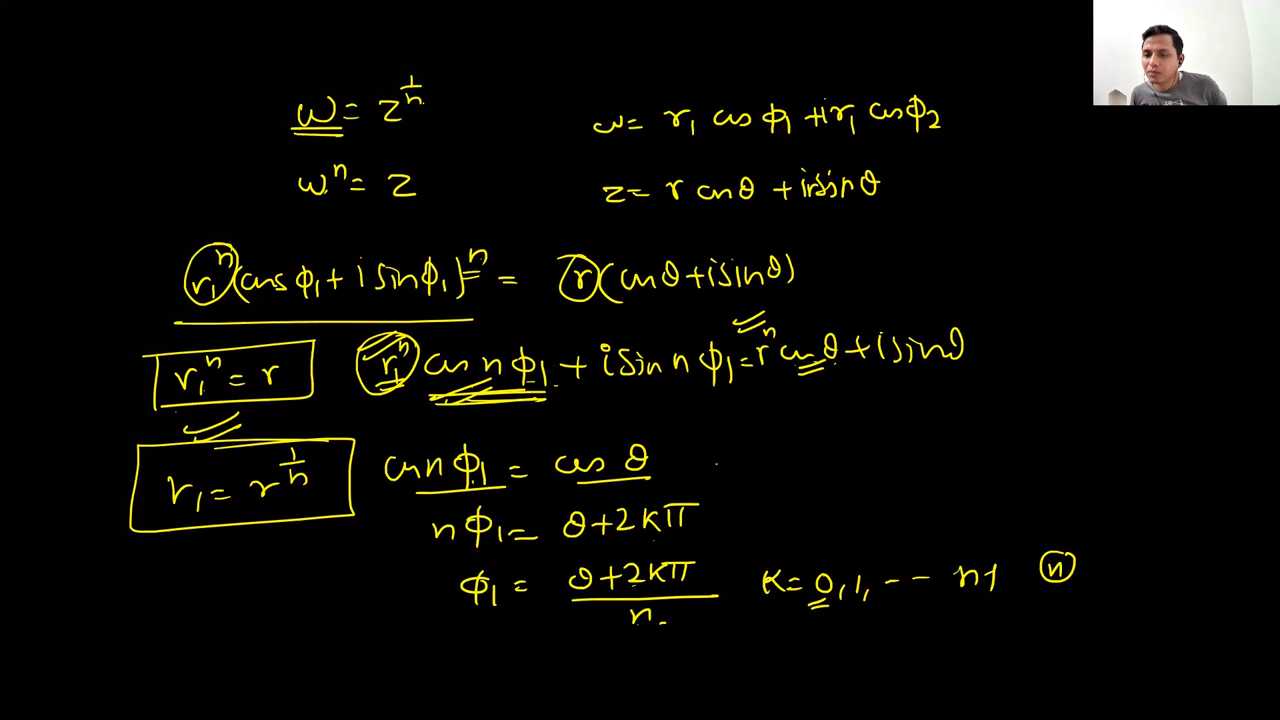 ω = z^{1/n}
ω = r₁ cos φ₁ + i r₁ cos φ₂
ωⁿ = z
z = r cos θ + i r sin θ
r₁ⁿ (cos φ₁ + i sin φ₁)ⁿ = r (cos θ + i sin θ)
r₁ⁿ = r
r₁ⁿ cos n φ₁ + i sin n φ₁ = rⁿ cos θ + i sin θ
r₁ = r^{1/n}
cos n φ₁ = cos θ
n φ₁ = θ + 2kπ
φ₁ = (θ + 2kπ)/n
k = 0, 1, -- n-1
n